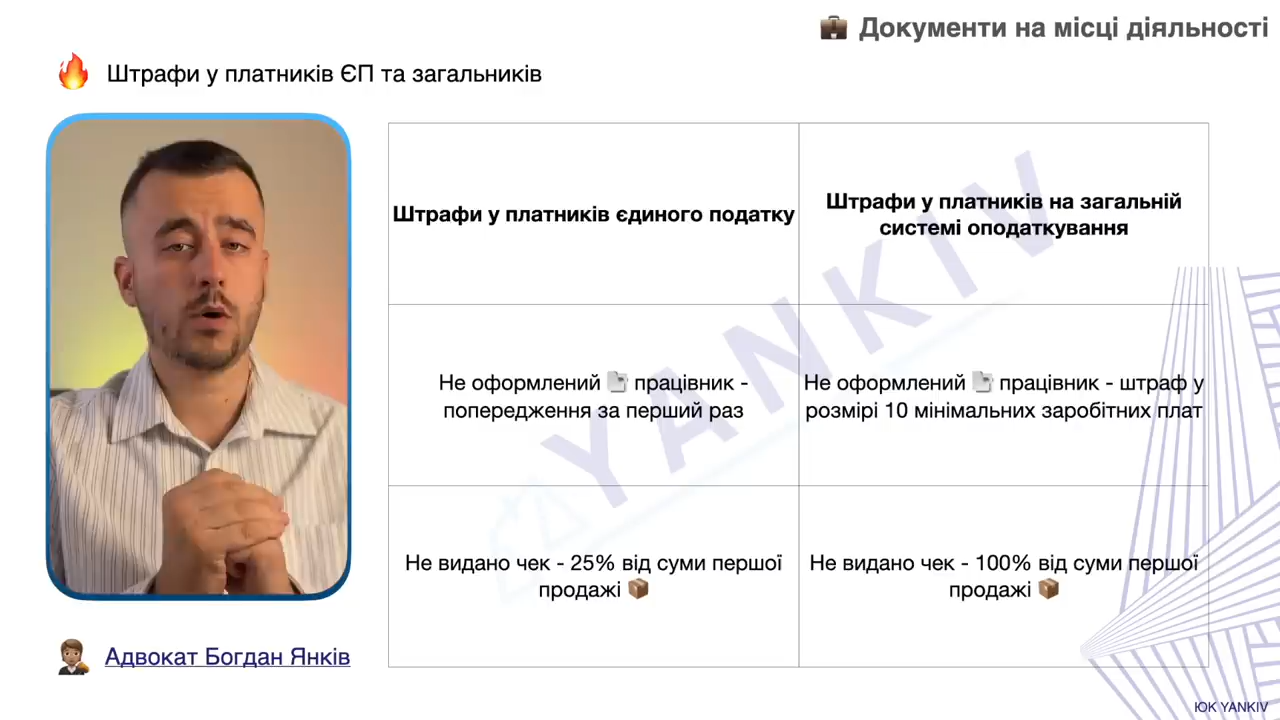 💼 Документи на місці діяльності
🔥 Штрафи у платників ЄП та загальників
Штрафи у платників єдиного податку
Штрафи у платників на загальній
системі оподаткування
Не оформлений працівник -
попередження за перший раз
Не оформлений працівник - штраф у
розмірі 10 мінімальних заробітних плат
Не видано чек - 25% від суми першої
продажі 📦
Не видано чек - 100% від суми першої
продажі 📦
YANKIV
Адвокат Богдан Янків
ЮК YANKIV